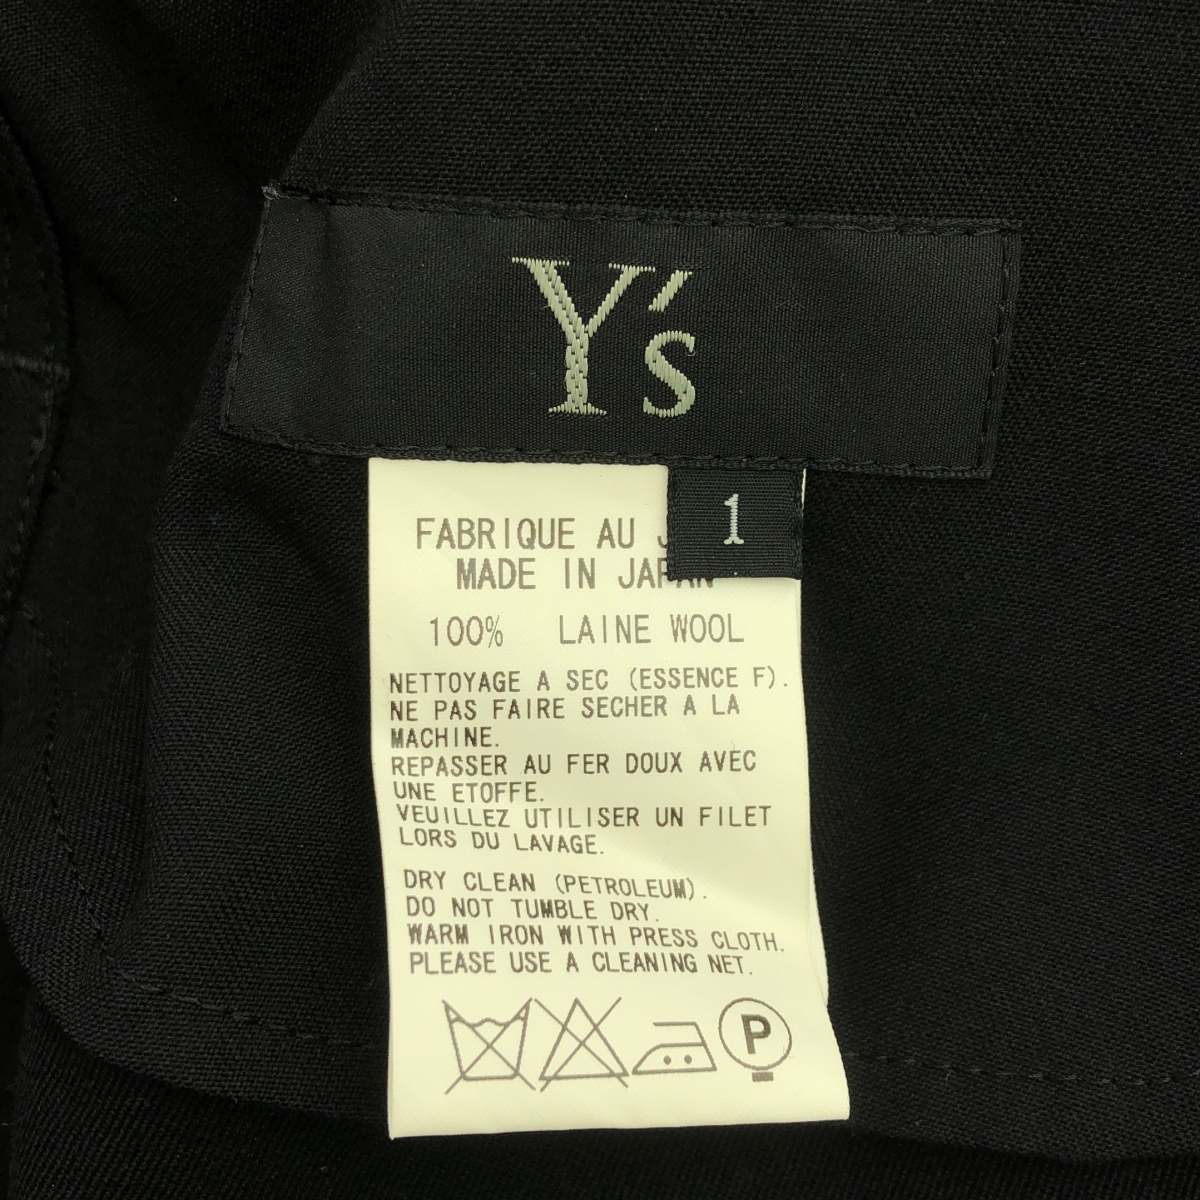 Y's
1
FABRIQUE AU
MADE IN JAPAN
100% LAINE WOOL
NETTOYAGE A SEC (ESSENCE F).
NE PAS FAIRE SECHER A LA
MACHINE.
REPASSER AU FER DOUX AVEC
UNE ETOFFE.
VEUILLEZ UTILISER UN FILET
LORS DU LAVAGE.
DRY CLEAN (PETROLEUM).
DO NOT TUMBLE DRY.
WARM IRON WITH PRESS CLOTH.
PLEASE USE A CLEANING NET.
P